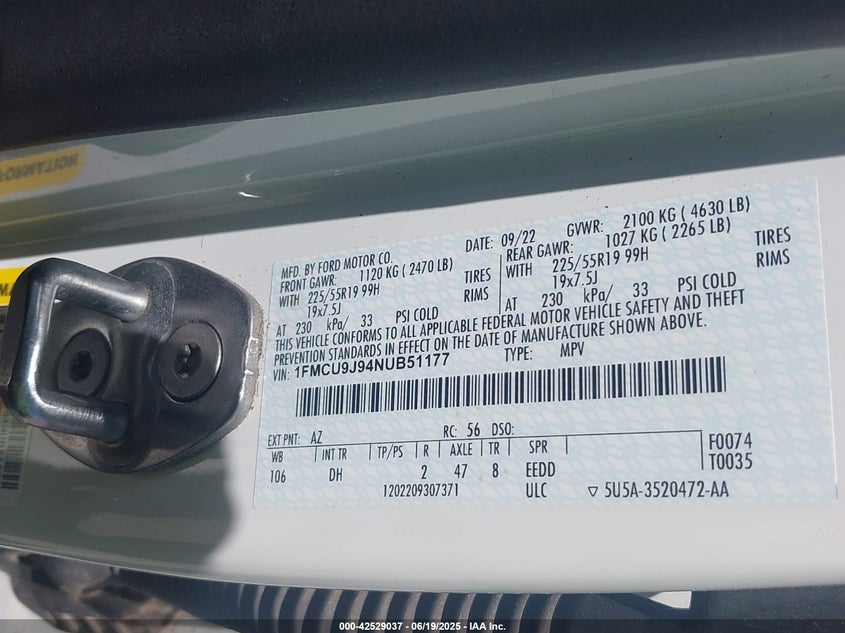 MFD. BY FORD MOTOR CO.
DATE: 09/22 GVWR: 2100 KG ( 4630 LB)
FRONT GAWR: 1120 KG ( 2470 LB)
REAR GAWR: 1027 KG ( 2265 LB)
WITH 225/55R19 99H TIRES
WITH 225/55R19 99H TIRES
19x7.5J RIMS
19x7.5J RIMS
AT 230 kPa/ 33 PSI COLD
AT 230 kPa/ 33 PSI COLD
THIS VEHICLE CONFORMS TO ALL APPLICABLE FEDERAL MOTOR VEHICLE SAFETY AND THEFT
PREVENTION STANDARDS IN EFFECT ON THE DATE OF MANUFACTURE SHOWN ABOVE.
VIN: 1FMCU9J94NUB51177 TYPE: MPV
EXT PNT: AZ RC: 56 DSO:
WB INT TR TP/PS R AXLE TR SPR F0074
106 DH 2 47 8 EEDD T0035
1202209307371 ULC ▽ 5U5A-3520472-AA
000-42529037 - 06/19/2025 - IAA Inc.